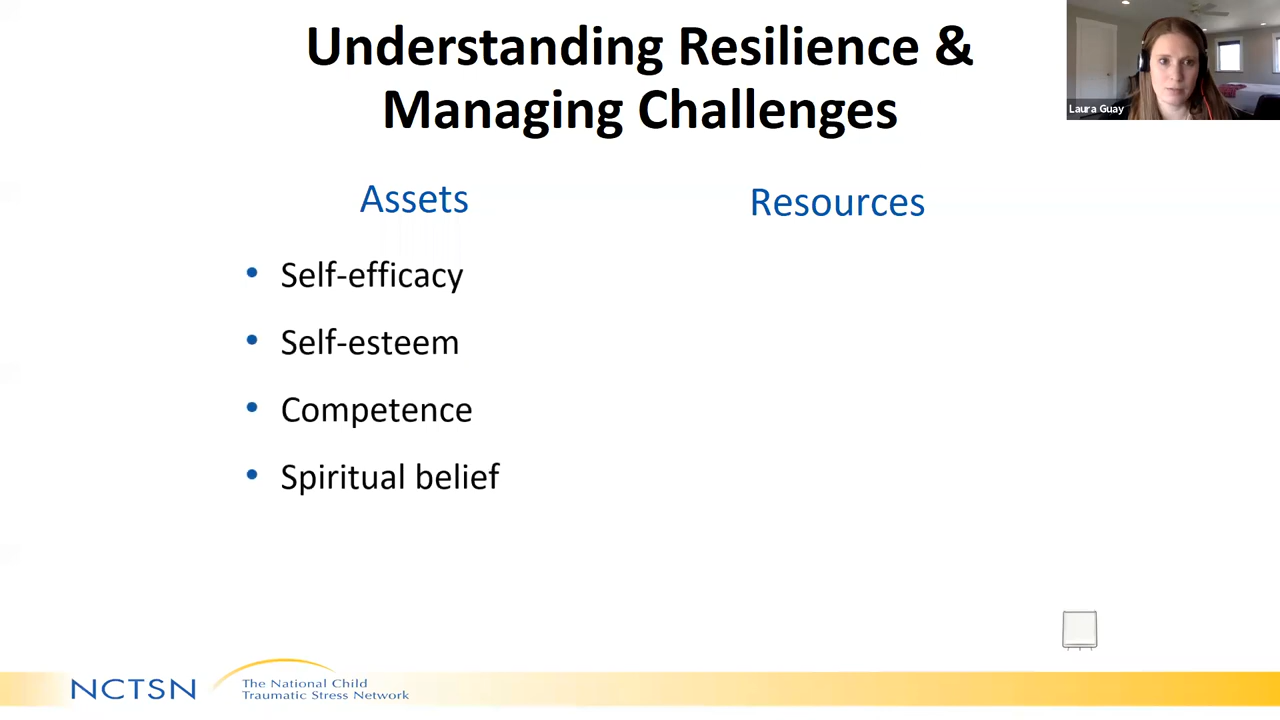 Understanding Resilience &
Managing Challenges
Laura Guay
Assets
Resources
• Self-efficacy
• Self-esteem
• Competence
• Spiritual belief
NCTSN
The National Child
Traumatic Stress Network